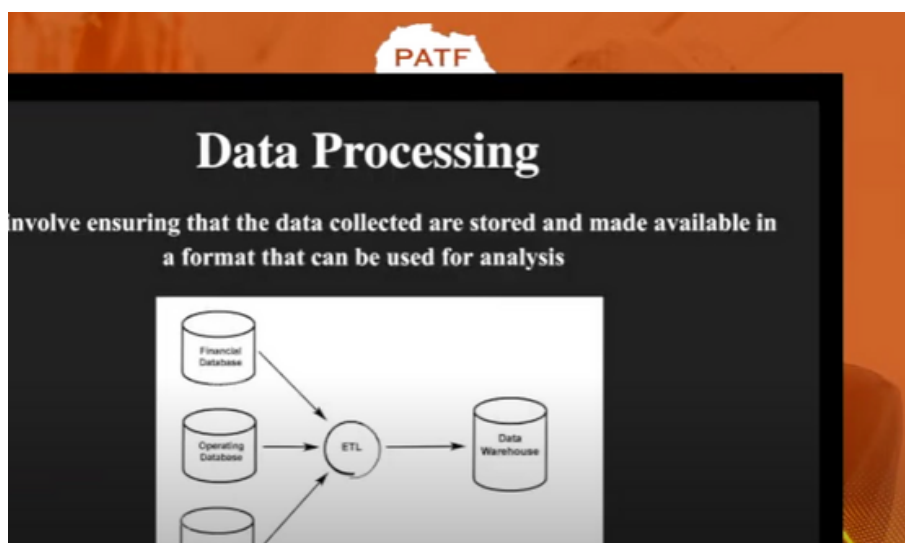 PATF
Data Processing
involve ensuring that the data collected are stored and made available in
a format that can be used for analysis
Financial
Database
Operating
Database
ETL
Data
Warehouse